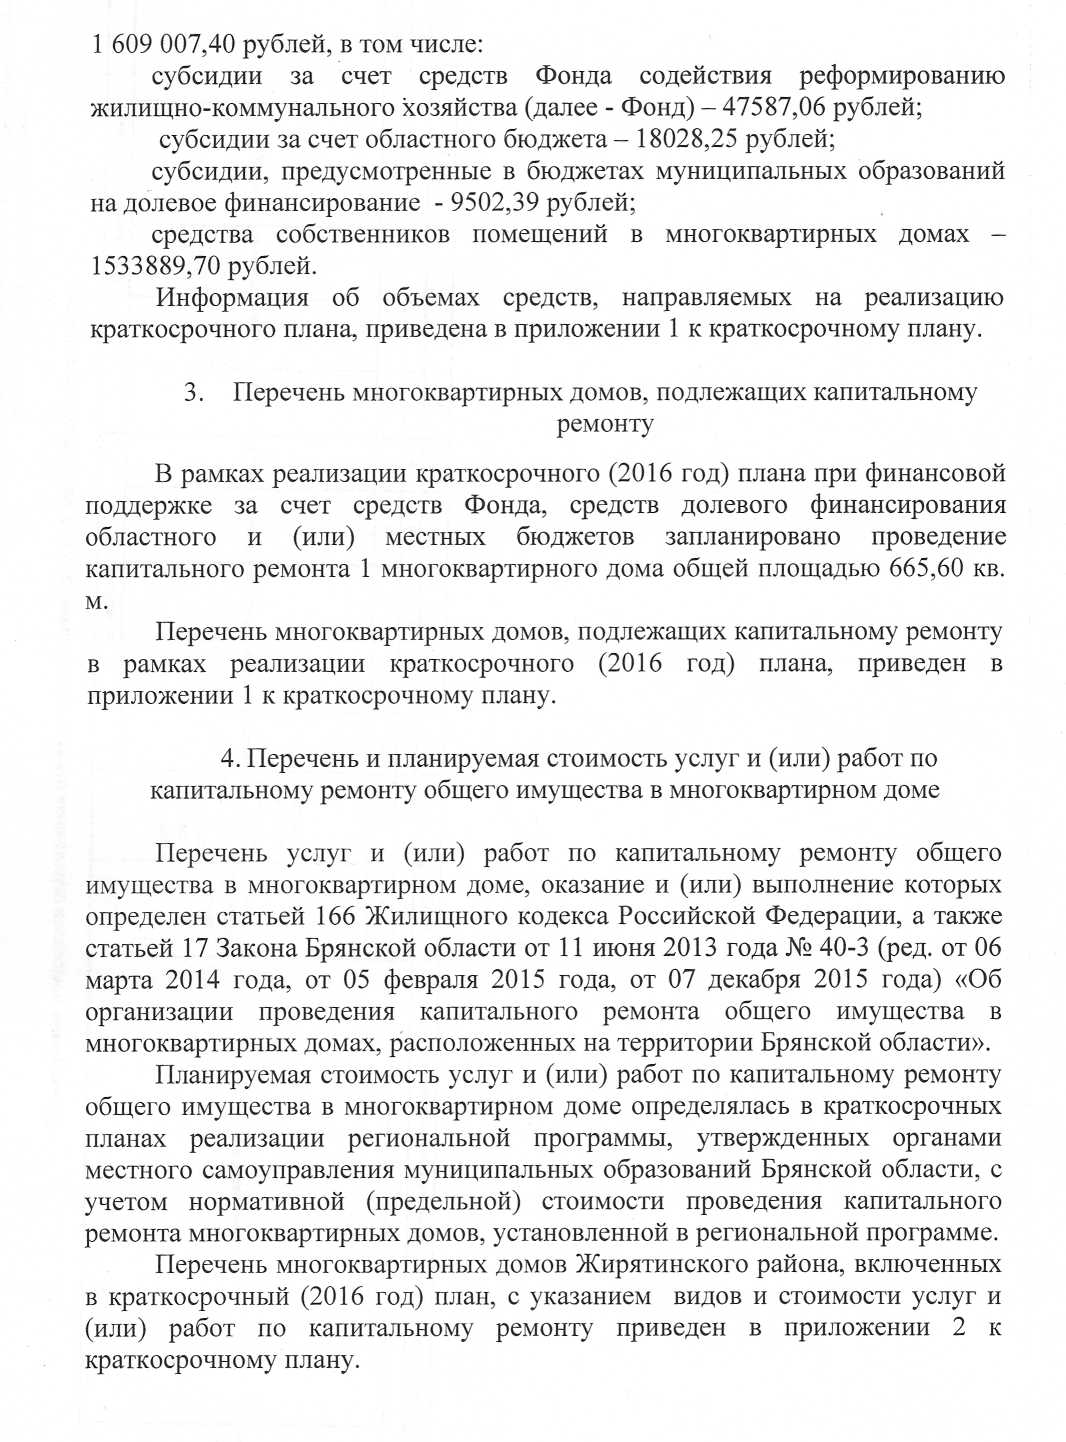 1 609 007,40 рублей, в том числе:
субсидии за счет средств Фонда содействия реформированию
жилищно-коммунального хозяйства (далее - Фонд) – 47587,06 рублей;
субсидии за счет областного бюджета – 18028,25 рублей;
субсидии, предусмотренные в бюджетах муниципальных образований
на долевое финансирование - 9502,39 рублей;
средства собственников помещений в многоквартирных домах –
1533889,70 рублей.
Информация об объемах средств, направляемых на реализацию
краткосрочного плана, приведена в приложении 1 к краткосрочному плану.
3. Перечень многоквартирных домов, подлежащих капитальному
ремонту
В рамках реализации краткосрочного (2016 год) плана при финансовой
поддержке за счет средств Фонда, средств долевого финансирования
областного и (или) местных бюджетов запланировано проведение
капитального ремонта 1 многоквартирного дома общей площадью 665,60 кв.
м.
Перечень многоквартирных домов, подлежащих капитальному ремонту
в рамках реализации краткосрочного (2016 год) плана, приведен в
приложении 1 к краткосрочному плану.
4. Перечень и планируемая стоимость услуг и (или) работ по
капитальному ремонту общего имущества в многоквартирном доме
Перечень услуг и (или) работ по капитальному ремонту общего
имущества в многоквартирном доме, оказание и (или) выполнение которых
определен статьей 166 Жилищного кодекса Российской Федерации, а также
статьей 17 Закона Брянской области от 11 июня 2013 года № 40-З (ред. от 06
марта 2014 года, от 05 февраля 2015 года, от 07 декабря 2015 года) «Об
организации проведения капитального ремонта общего имущества в
многоквартирных домах, расположенных на территории Брянской области».
Планируемая стоимость услуг и (или) работ по капитальному ремонту
общего имущества в многоквартирном доме определялась в краткосрочных
планах реализации региональной программы, утвержденных органами
местного самоуправления муниципальных образований Брянской области, с
учетом нормативной (предельной) стоимости проведения капитального
ремонта многоквартирных домов, установленной в региональной программе.
Перечень многоквартирных домов Жирятинского района, включенных
в краткосрочный (2016 год) план, с указанием видов и стоимости услуг и
(или) работ по капитальному ремонту приведен в приложении 2 к
краткосрочному плану.